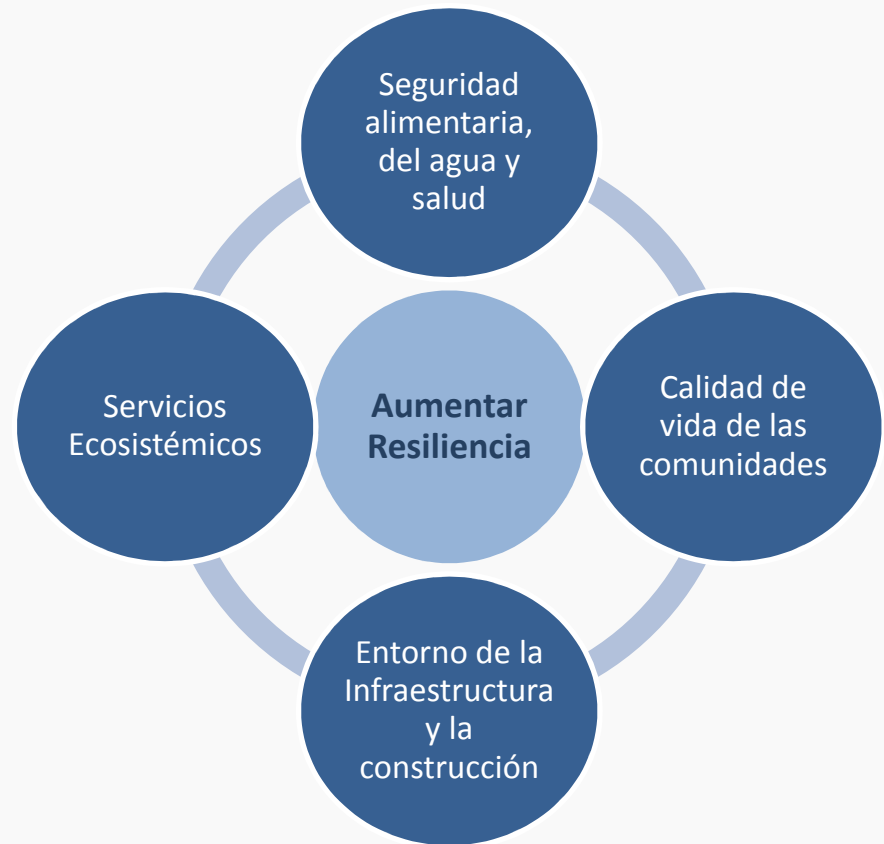 Seguridad
alimentaria,
del agua y
salud
Servicios
Ecosistémicos
Aumentar
Resiliencia
Calidad de
vida de las
comunidades
Entorno de la
Infraestructura
y la
construcción